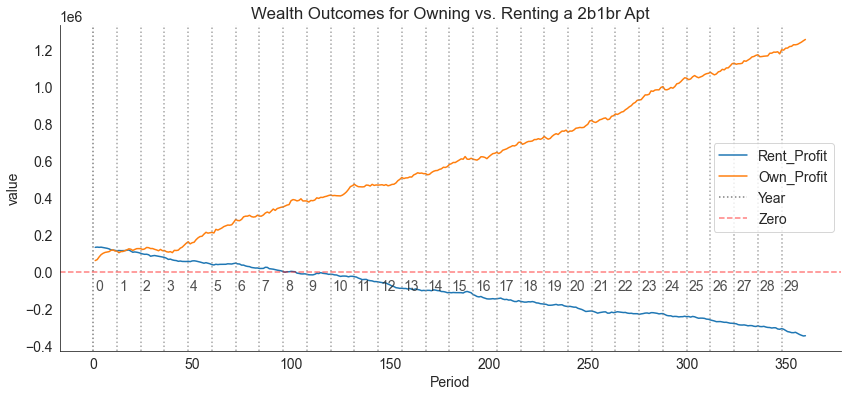 Wealth Outcomes for Owning vs. Renting a 2b1br Apt
1e6
1.2
1.0
0.8
0.6
0.4
0.2
0.0
−0.2
−0.4
value
Rent_Profit
Own_Profit
Year
Zero
0 1 2 3 4 5 6 7 8 9 10 11 12 13 14 15 16 17 18 19 20 21 22 23 24 25 26 27 28 29
0 50 100 150 200 250 300 350
Period